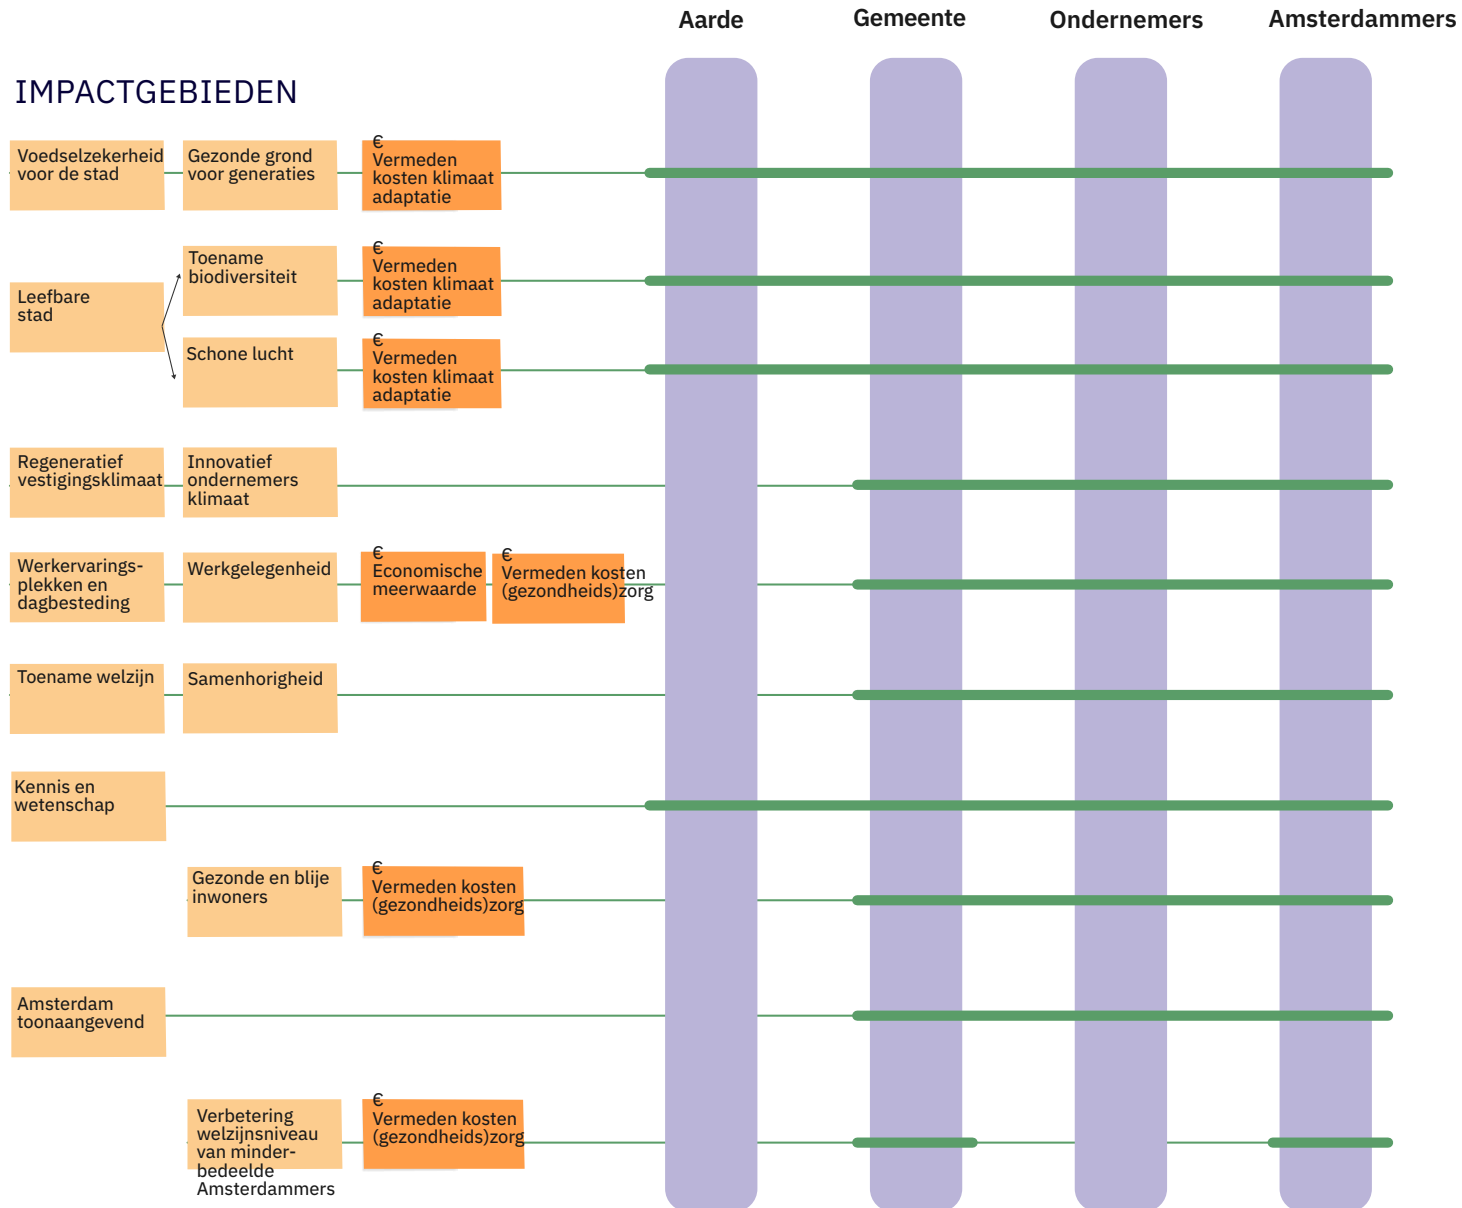 Aarde
Gemeente
Ondernemers
Amsterdammers
IMPACTGEBIEDEN
Voedselzekerheid
voor de stad
Gezonde grond
voor generaties
€
Vermeden
kosten klimaat
adaptatie
Leefbare
stad
Toename
biodiversiteit
€
Vermeden
kosten klimaat
adaptatie
Schone lucht
€
Vermeden
kosten klimaat
adaptatie
Regeneratief
vestigingsklimaat
Innovatief
ondernemers
klimaat
Werkervarings-
plekken en
dagbesteding
Werkgelegenheid
€
Economische
meerwaarde
€
Vermeden kosten
(gezondheids)zorg
Toename welzijn
Samenhorigheid
Kennis en
wetenschap
Gezonde en blije
inwoners
€
Vermeden kosten
(gezondheids)zorg
Amsterdam
toonaangevend
Verbetering
welzijnsniveau
van minder-
bedeelde
Amsterdammers
€
Vermeden kosten
(gezondheids)zorg